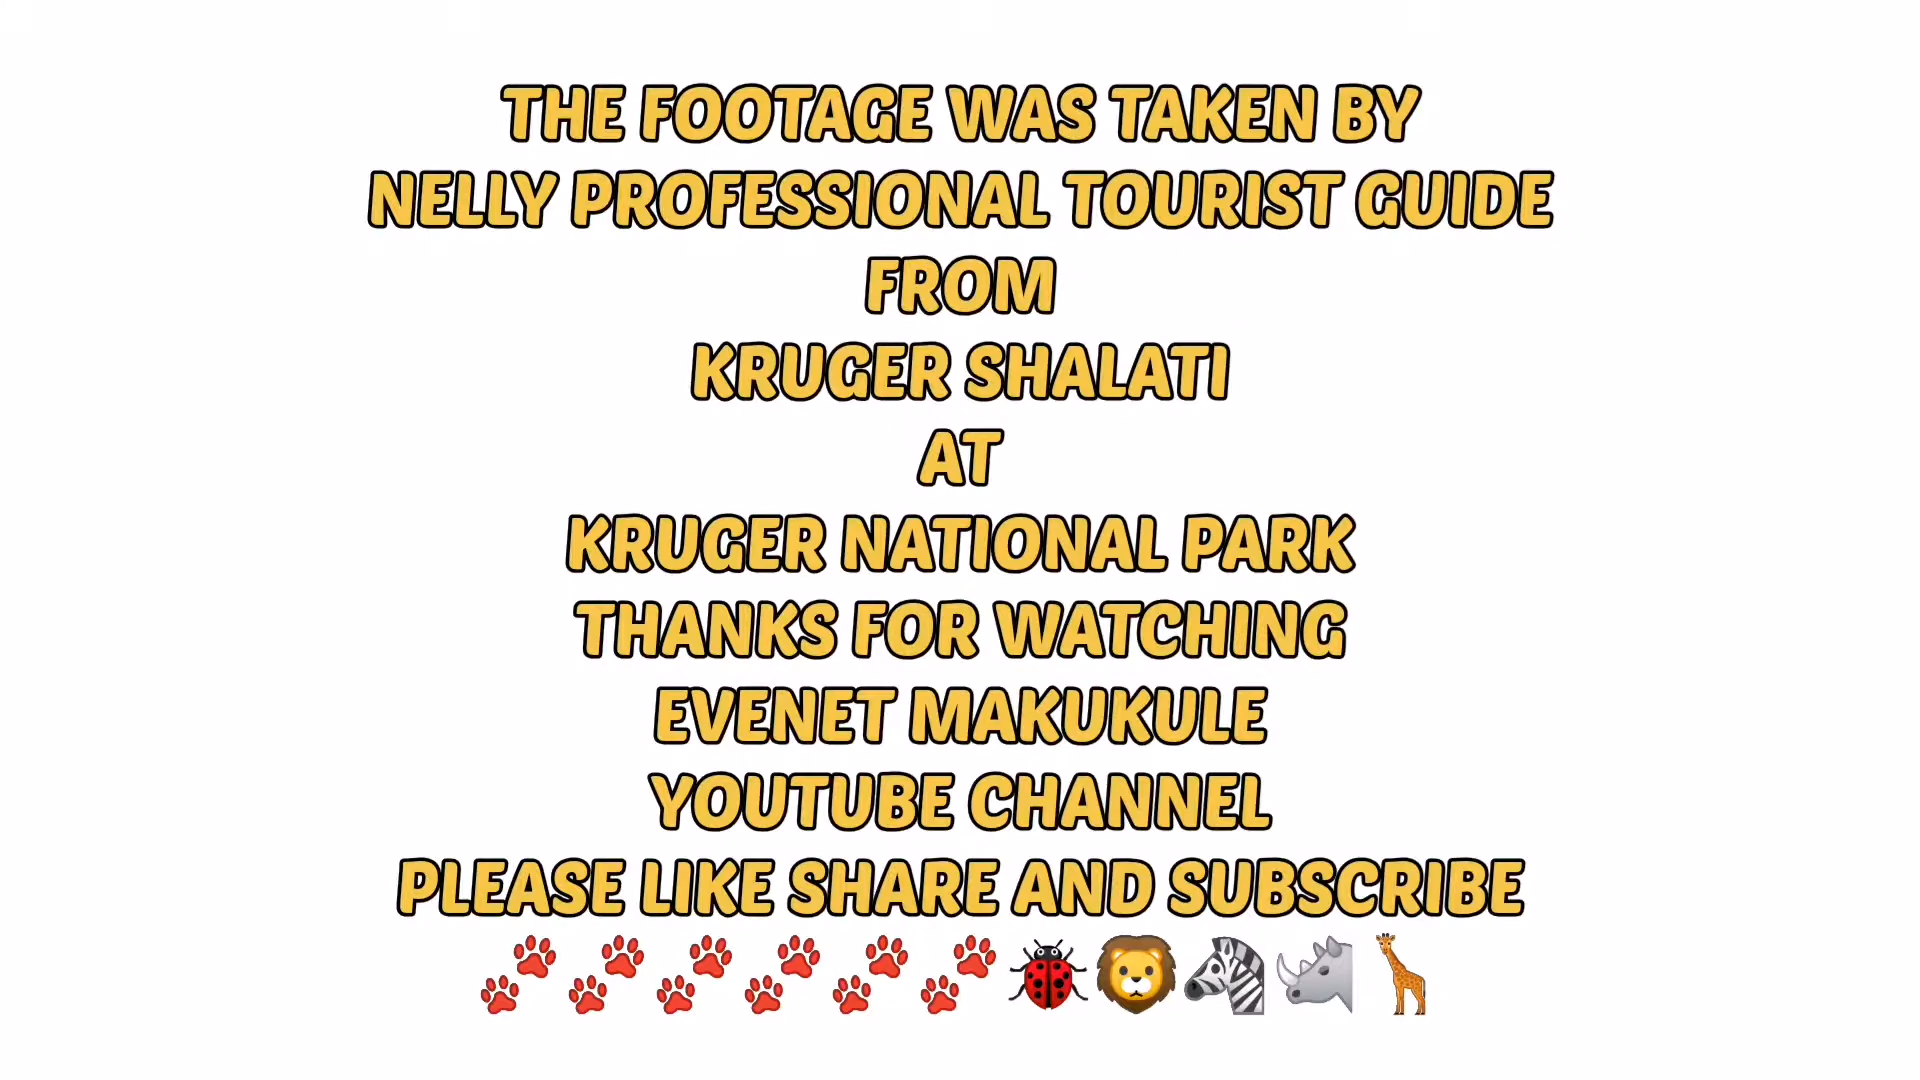 THE FOOTAGE WAS TAKEN BY
NELLY PROFESSIONAL TOURIST GUIDE
FROM
KRUGER SHALATI
AT
KRUGER NATIONAL PARK
THANKS FOR WATCHING
EVENET MAKUKULE
YOUTUBE CHANNEL
PLEASE LIKE SHARE AND SUBSCRIBE